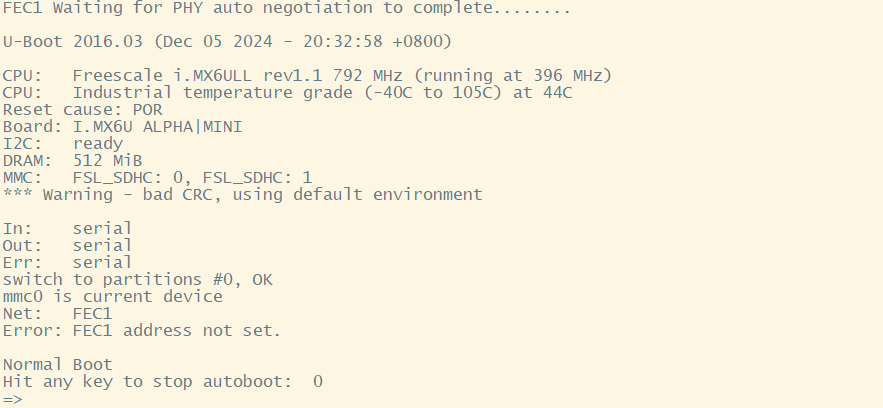 FEC1 Waiting for PHY auto negotiation to complete........
U-Boot 2016.03 (Dec 05 2024 - 20:32:58 +0800)
CPU:   Freescale i.MX6ULL rev1.1 792 MHz (running at 396 MHz)
CPU:   Industrial temperature grade (-40C to 105C) at 44C
Reset cause: POR
Board: I.MX6U ALPHA|MINI
I2C:   ready
DRAM:  512 MiB
MMC:   FSL_SDHC: 0, FSL_SDHC: 1
*** Warning - bad CRC, using default environment
In:    serial
Out:   serial
Err:   serial
switch to partitions #0, OK
mmc0 is current device
Net:   FEC1
Error: FEC1 address not set.
Normal Boot
Hit any key to stop autoboot:  0
=>